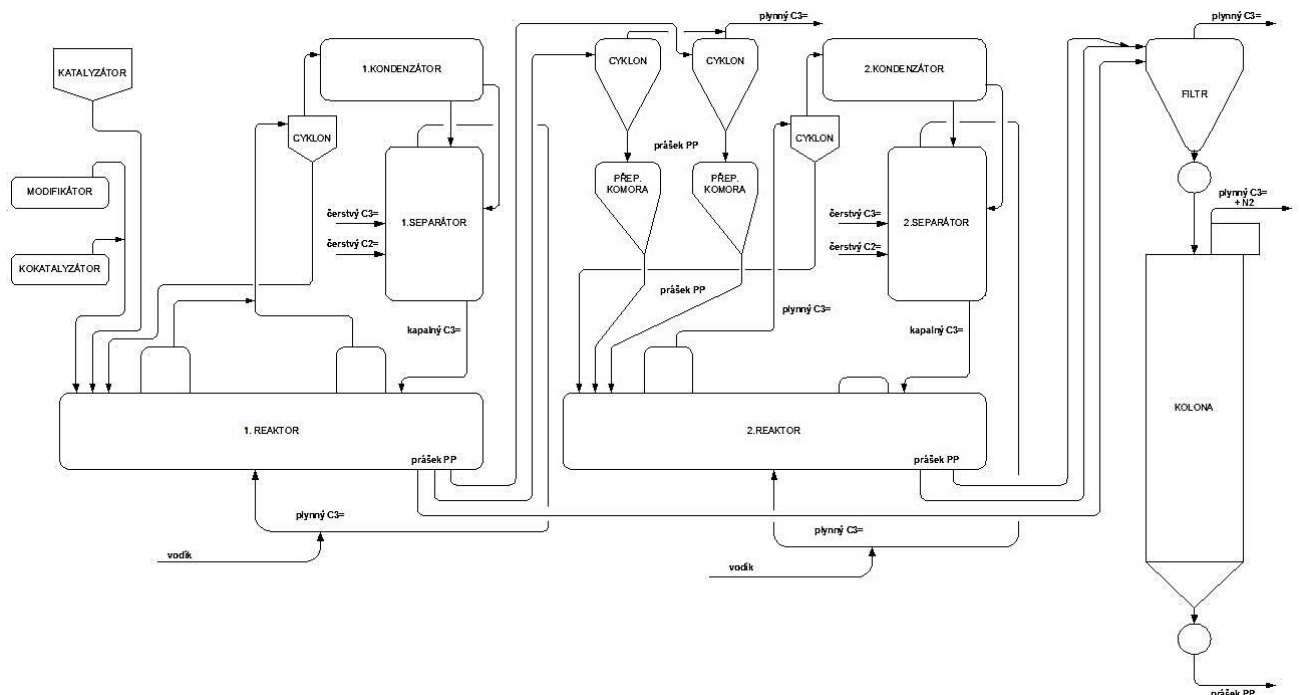 plynný C3=
plynný C3=
KATALYZÁTOR
1.KONDENZÁTOR
CYKLON
CYKLON
2.KONDENZÁTOR
FILTR
CYKLON
CYKLON
prášek PP
MODIFIKÁTOR
PŘEP.
KOMORA
PŘEP.
KOMORA
plynný C3=
+ N2
čerstvý C3=
1.SEPARÁTOR
čerstvý C3=
2.SEPARÁTOR
čerstvý C2=
čerstvý C2=
KOKATALYZÁTOR
prášek PP
plynný C3=
kapalný C3=
kapalný C3=
KOLONA
1. REAKTOR
2.REAKTOR
prášek PP
prášek PP
plynný C3=
plynný C3=
vodík
vodík
prášek PP